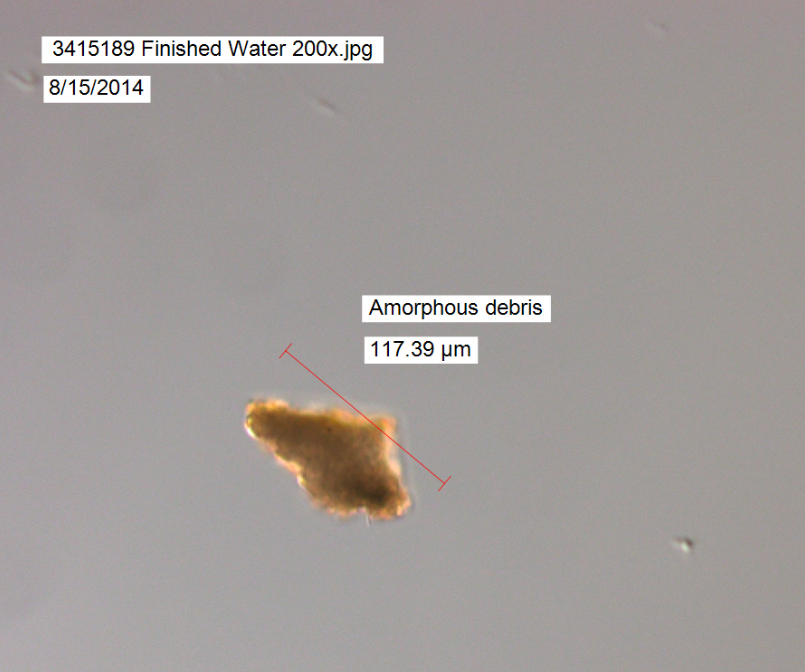 3415189 Finished Water 200x.jpg
8/15/2014
Amorphous debris
117.39 µm